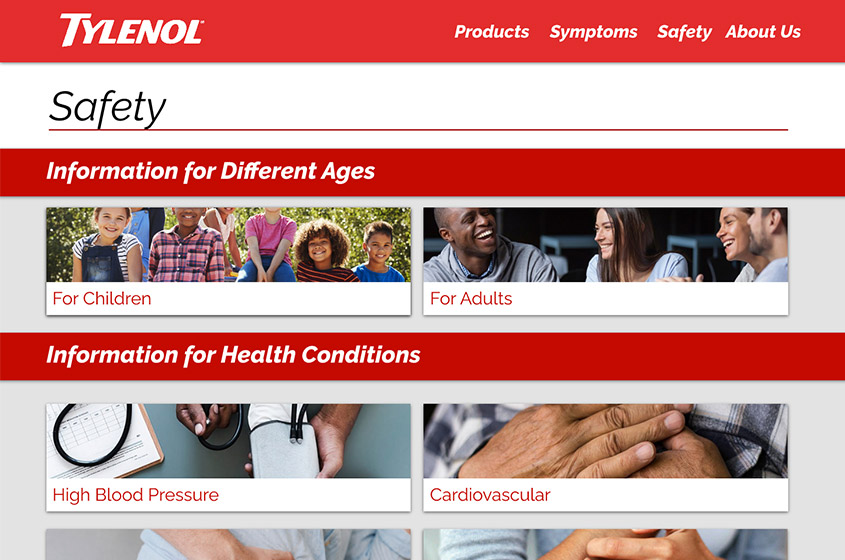 TYLENOL
Products Symptoms Safety About Us
Safety
Information for Different Ages
For Children
For Adults
Information for Health Conditions
High Blood Pressure
Cardiovascular